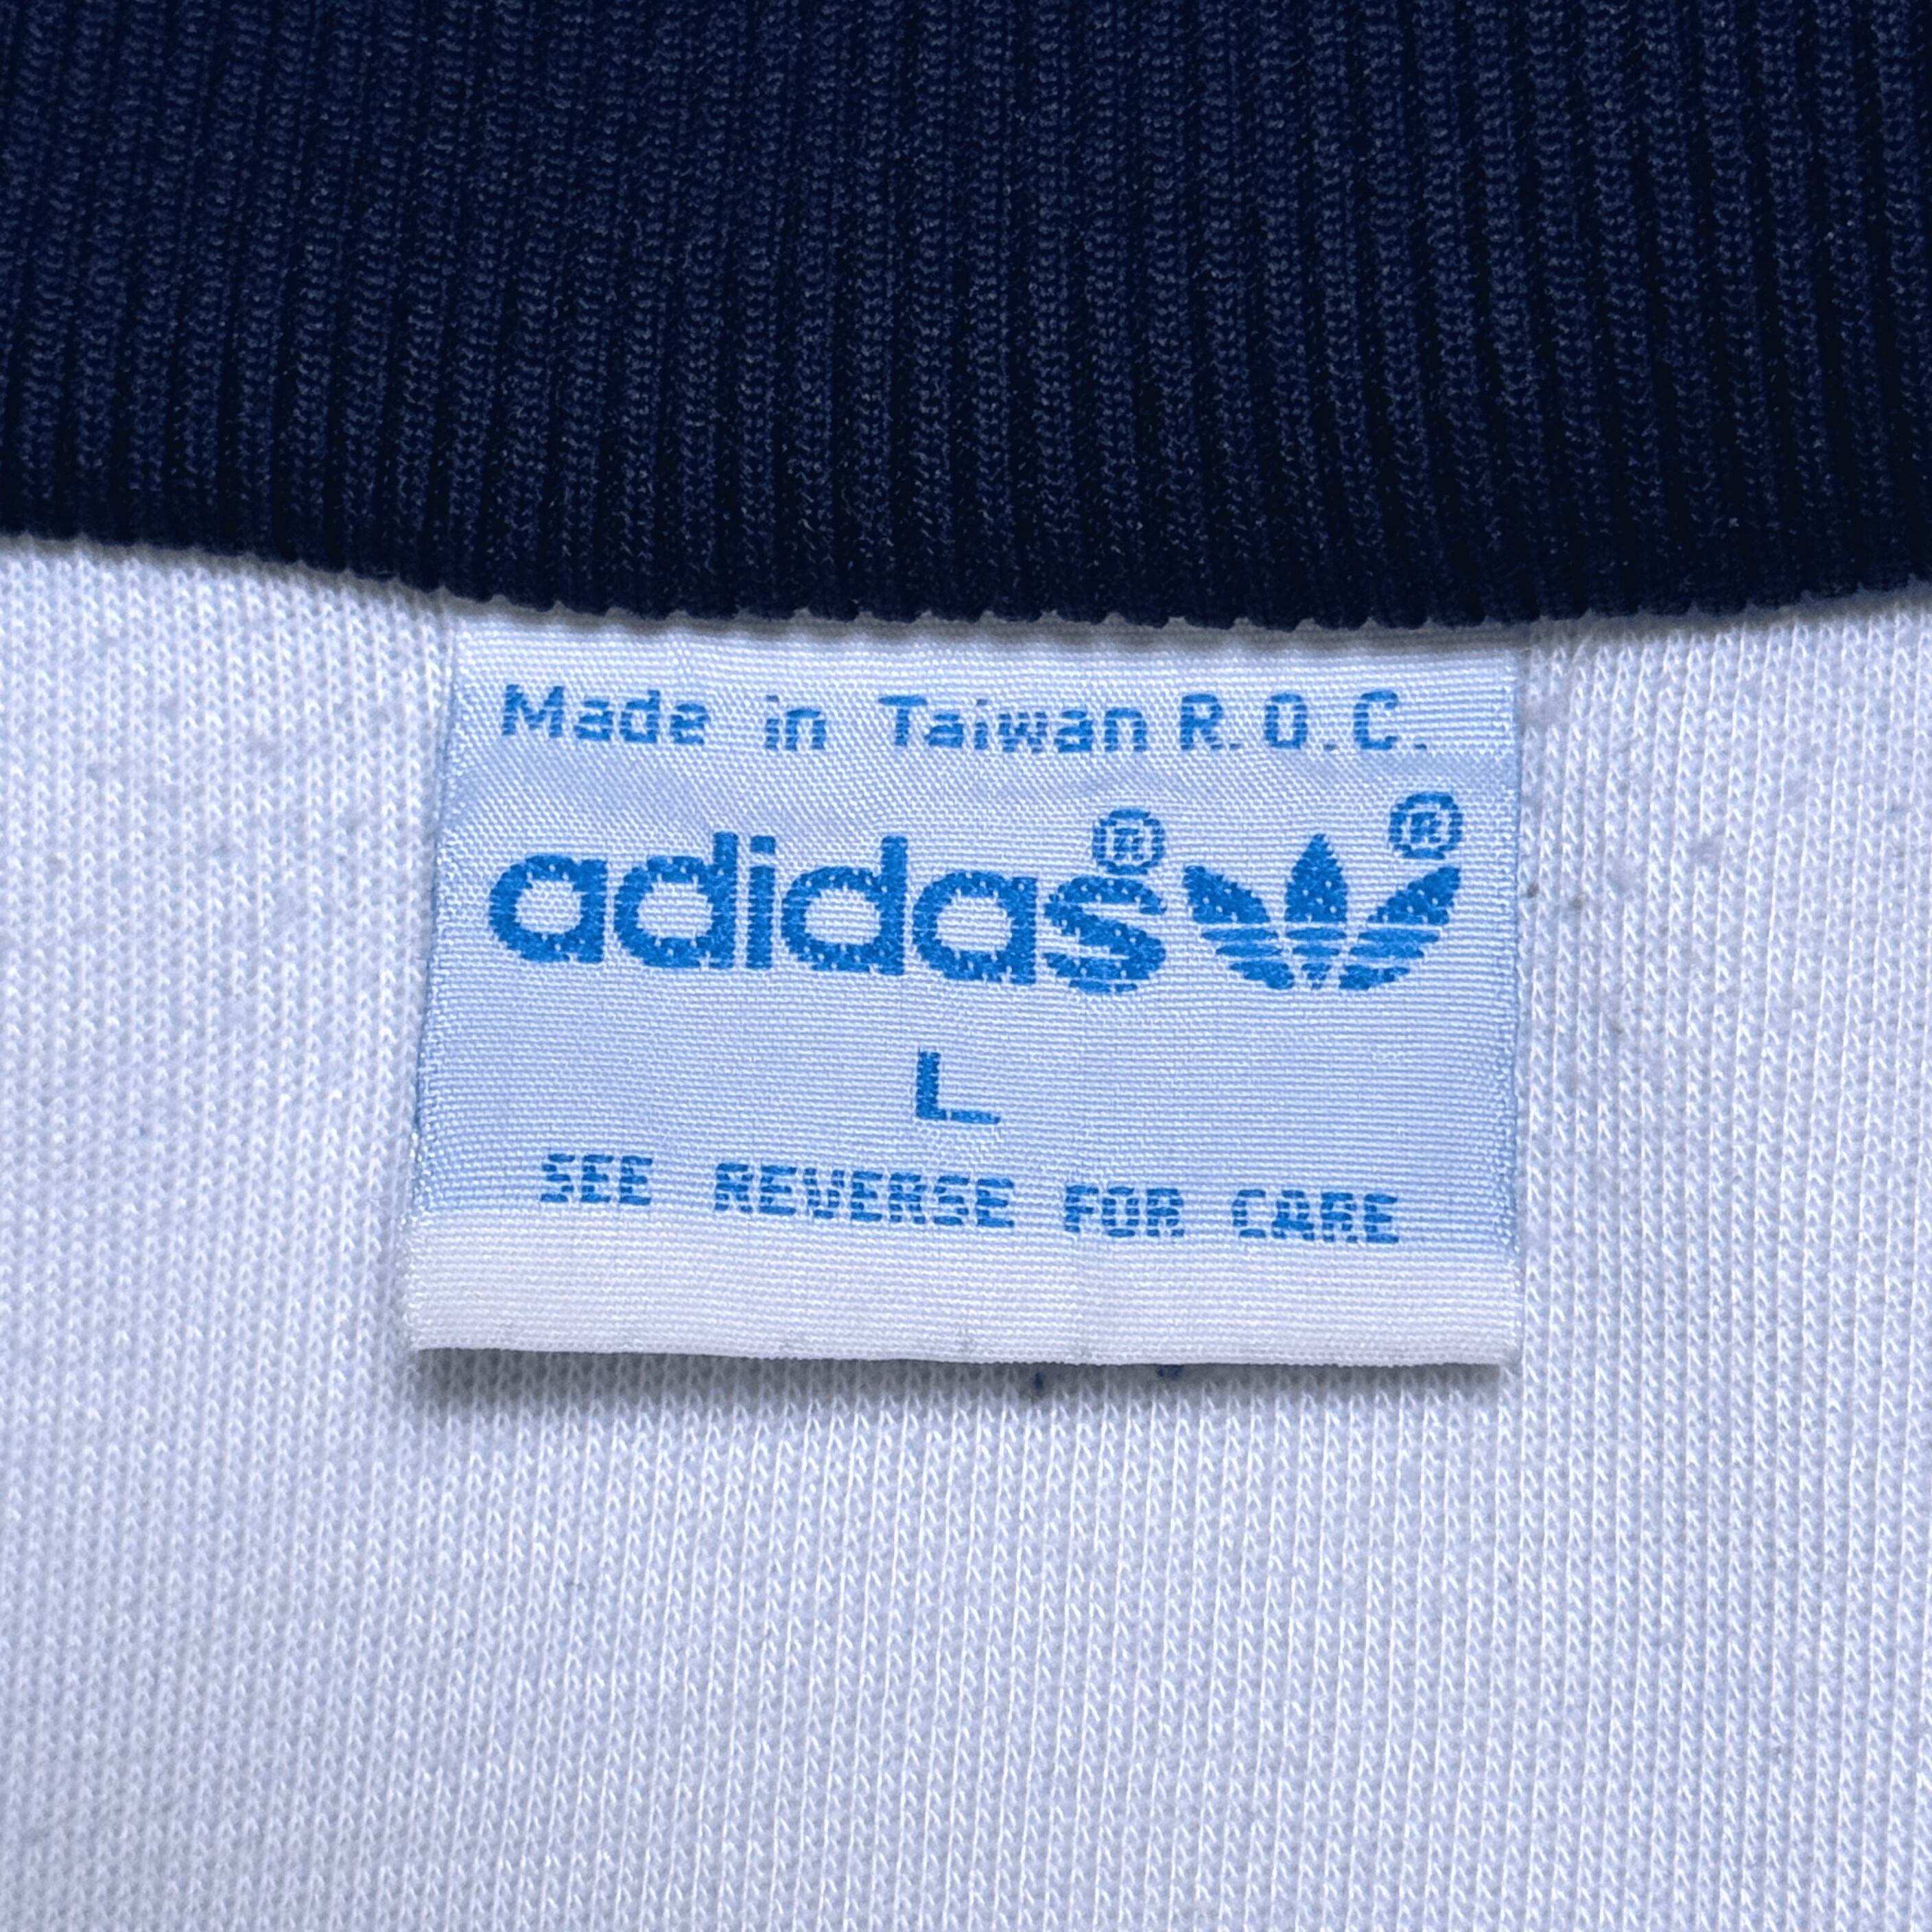 Made in Taiwan R.O.C.
adidas® ®
L
SEE REVERSE FOR CARE